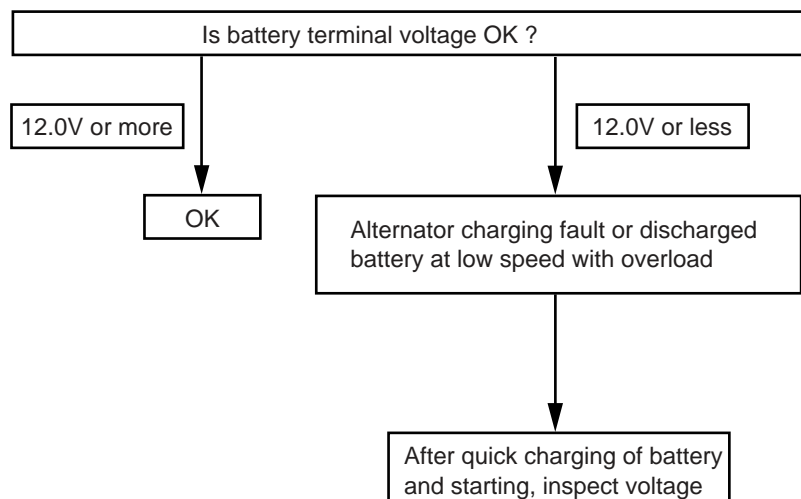 Is battery terminal voltage OK ?
12.0V or more
12.0V or less
OK
Alternator charging fault or discharged
battery at low speed with overload
After quick charging of battery
and starting, inspect voltage